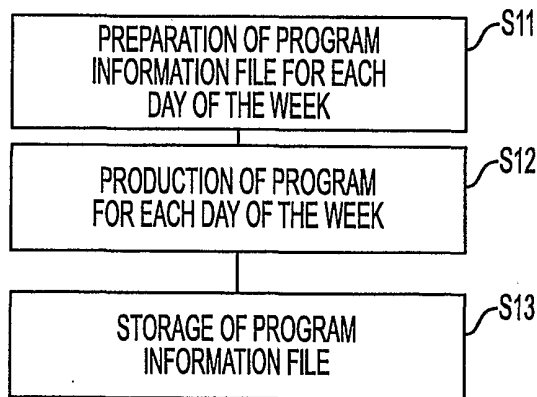 PREPARATION OF PROGRAM
INFORMATION FILE FOR EACH
DAY OF THE WEEK
S11
PRODUCTION OF PROGRAM
FOR EACH DAY OF THE WEEK
S12
STORAGE OF PROGRAM
INFORMATION FILE
S13